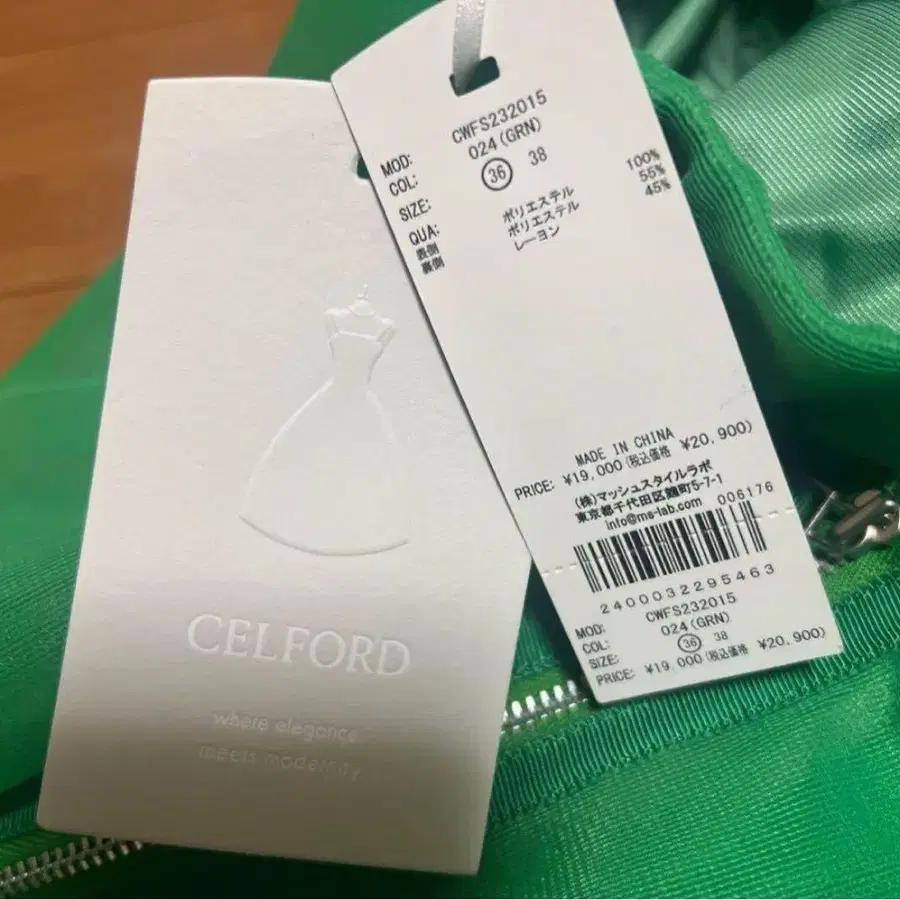 CELFORD
where elegance
meets modernity
MOD: CWFS232015
COL: 024(GRN)
SIZE: 36 38
QUA:
表側 ポリエステル 100%
裏側 ポリエステル 55%
レーヨン 45%
MADE IN CHINA
PRICE: ¥19,000(税込価格 ¥20,900)
(株)マッシュスタイルラボ
東京都千代田区麹町5-7-1
info@ms-lab.com 006176
2400032295463
MOD: CWFS232015
COL: 024(GRN)
SIZE: 36 38
PRICE: ¥19,000(税込価格 ¥20,900)